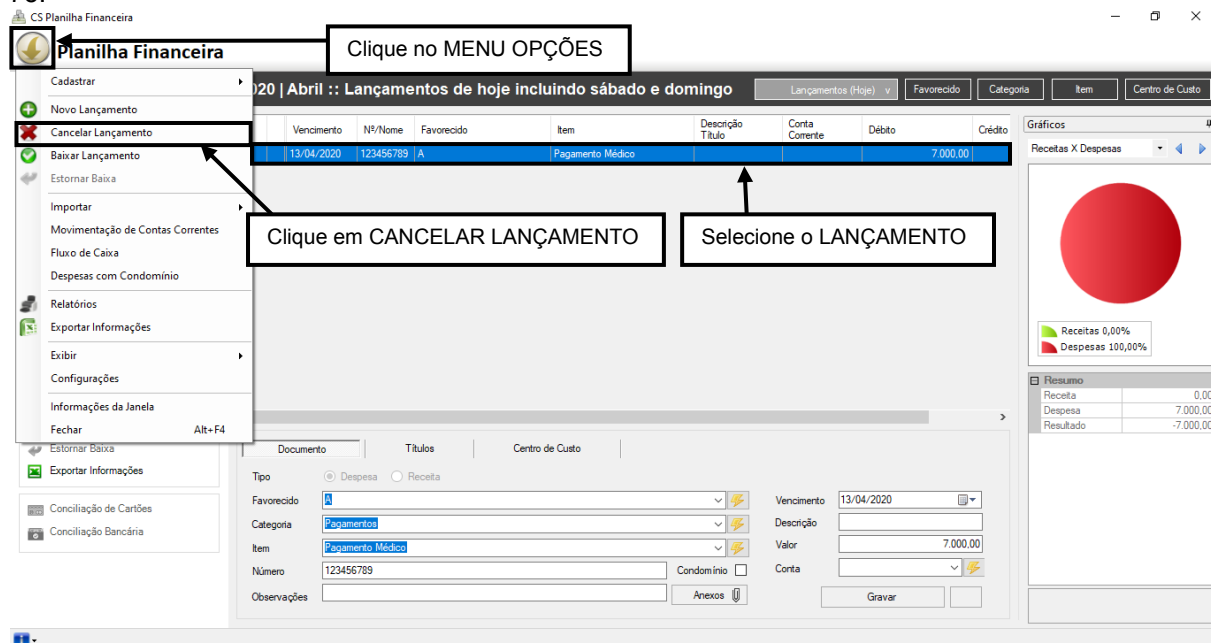 CS Planilha Financeira
Planilha Financeira
Clique no MENU OPÇÕES
020 | Abril :: Lançamentos de hoje incluindo sábado e domingo
Lançamentos (Hoje) v
Favorecido
Categoria
Item
Centro de Custo
Cadastrar
Novo Lançamento
Cancelar Lançamento
Baixar Lançamento
Estornar Baixa
Importar
Movimentação de Contas Correntes
Fluxo de Caixa
Despesas com Condomínio
Relatórios
Exportar Informações
Exibir
Configurações
Informações da Janela
Fechar Alt+F4
Vencimento Nº/Nome Favorecido Item Descrição Título Conta Corrente Débito Crédito
13/04/2020 123456789 A Pagamento Médico 7.000,00
Clique em CANCELAR LANÇAMENTO
Selecione o LANÇAMENTO
Gráficos
Receitas X Despesas
Receitas 0,00%
Despesas 100,00%
Resumo
Receita 0,00
Despesa 7.000,00
Resultado -7.000,00
Estornar Baixa
Exportar Informações
Conciliação de Cartões
Conciliação Bancária
Documento Títulos Centro de Custo
Tipo Despesa Receita
Favorecido A Vencimento 13/04/2020
Categoria Pagamentos Descrição
Item Pagamento Médico Valor 7.000,00
Número 123456789 Condomínio Conta
Observações Anexos Gravar